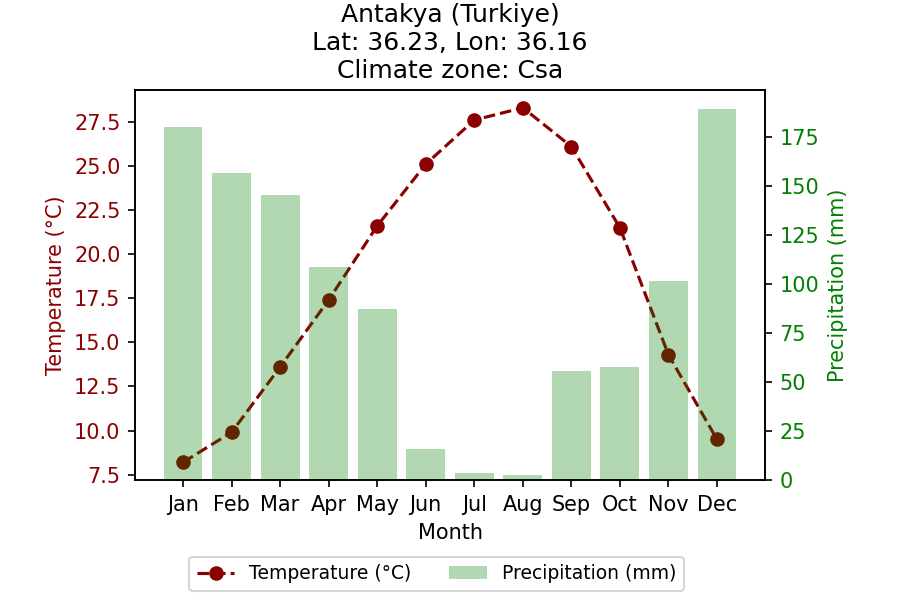 Antakya (Turkiye)
Lat: 36.23, Lon: 36.16
Climate zone: Csa
Temperature (°C)
27.5
25.0
22.5
20.0
17.5
15.0
12.5
10.0
7.5
175
150
125
100
75
50
25
0
Precipitation (mm)
Jan Feb Mar Apr May Jun Jul Aug Sep Oct Nov Dec
Month
Temperature (°C) Precipitation (mm)